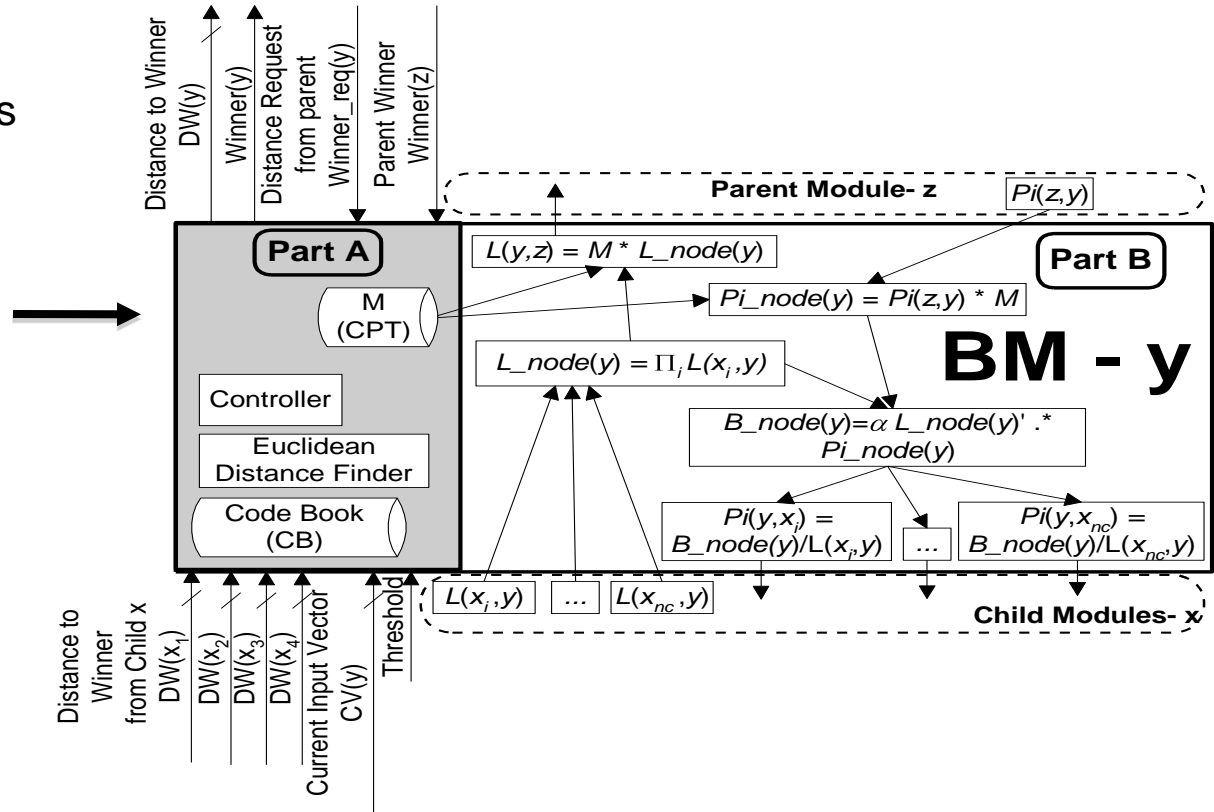 s
Distance to Winner
DW(y)
Winner(y)
Distance Request
from parent
Winner_req(y)
Parent Winner
Winner(z)
Parent Module- z
Pi(z,y)
Part A
L(y,z) = M * L_node(y)
Part B
M
(CPT)
Pi_node(y) = Pi(z,y) * M
BM - y
L_node(y) = Π_i L(x_i,y)
Controller
B_node(y)=α L_node(y)' .*
Pi_node(y)
Euclidean
Distance Finder
Code Book
(CB)
Pi(y,x_i) =
B_node(y)/L(x_i,y)
...
Pi(y,x_nc) =
B_node(y)/L(x_nc,y)
L(x_i,y)
...
L(x_nc,y)
Child Modules- x
Distance to
Winner
from Child x
DW(x_1)
DW(x_2)
DW(x_3)
DW(x_4)
Current Input Vector
CV(y)
Threshold